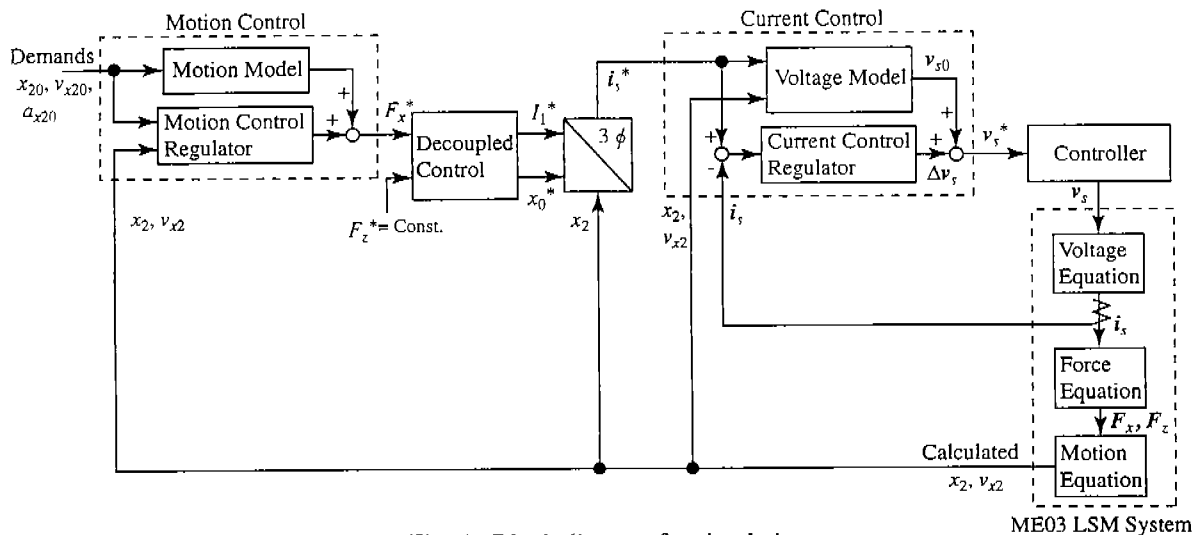 Motion Control
Demands
x20, vx20,
ax20
Motion Model
+
Motion Control
Regulator
+
Fx*
Decoupled
Control
Fz*= Const.
I1*
x0*
3 ϕ
x2
x2, vx2
is*
Current Control
Voltage Model
vs0
+
+
-
Current Control
Regulator
+
Δvs
vs*
Controller
vs
is
x2,
vx2
Voltage
Equation
is
Force
Equation
Fx, Fz
Motion
Equation
Calculated
x2, vx2
ME03 LSM System